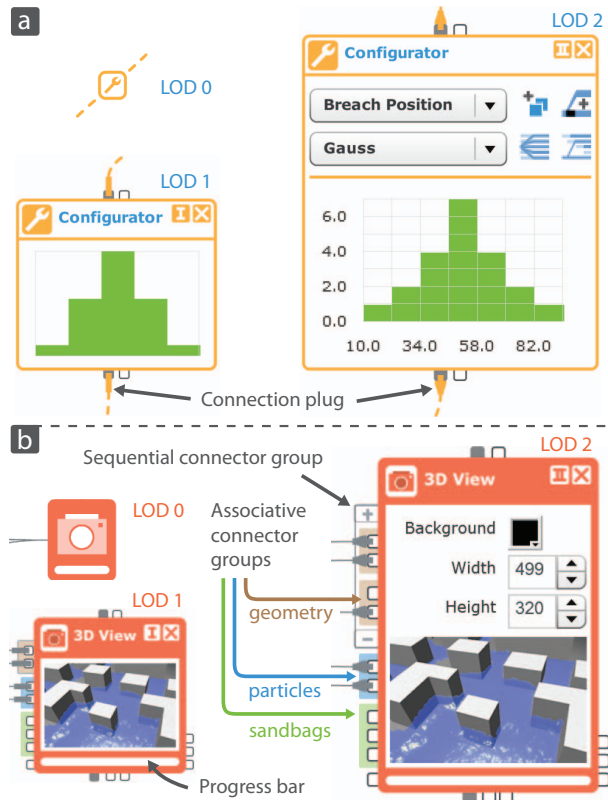 a
LOD 2
Configurator
LOD 0
Breach Position
Gauss
LOD 1
Configurator
6.0
4.0
2.0
0.0
10.0 34.0 58.0 82.0
Connection plug
b
LOD 2
Sequential connector group
3D View
LOD 0
Associative
connector
groups
Background
Width 499
Height 320
geometry
LOD 1
3D View
particles
sandbags
Progress bar